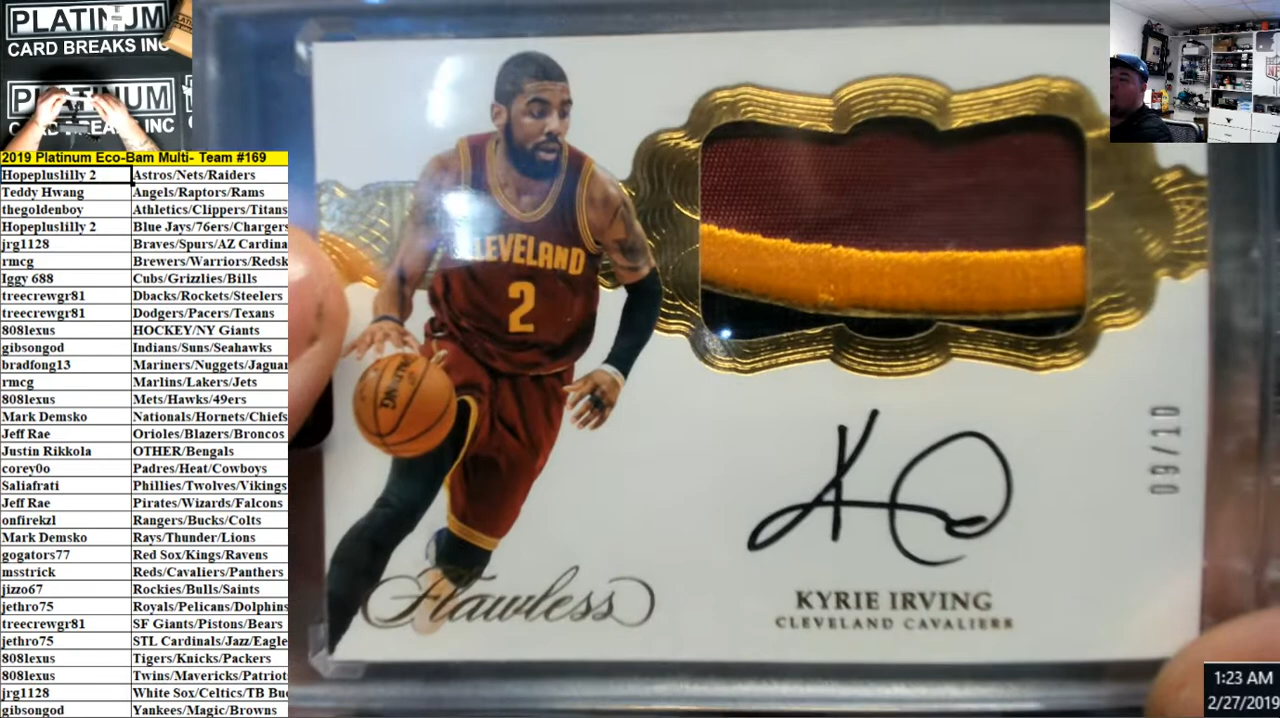 PLATINUM
CARD BREAKS INC
PLATINUM
2019 Platinum Eco-Bam Multi- Team #169
Hopepluslilly 2 Astros/Nets/Raiders
Teddy Hwang Angels/Raptors/Rams
thegoldenboy Athletics/Clippers/Titans
Hopepluslilly 2 Blue Jays/76ers/Chargers
jrg1128 Braves/Spurs/AZ Cardina
rmcg Brewers/Warriors/Redsk
Iggy 688 Cubs/Grizzlies/Bills
treecrewgr81 Dbacks/Rockets/Steelers
treecrewgr81 Dodgers/Pacers/Texans
808lexus HOCKEY/NY Giants
gibsongod Indians/Suns/Seahawks
bradfong13 Mariners/Nuggets/Jaguar
rmcg Marlins/Lakers/Jets
808lexus Mets/Hawks/49ers
Mark Demsko Nationals/Hornets/Chiefs
Jeff Rae Orioles/Blazers/Broncos
Justin Rikkola OTHER/Bengals
corey0o Padres/Heat/Cowboys
Saliafrati Phillies/Twolves/Vikings
Jeff Rae Pirates/Wizards/Falcons
onfirekzl Rangers/Bucks/Colts
Mark Demsko Rays/Thunder/Lions
gogators77 Red Sox/Kings/Ravens
msstrick Reds/Cavaliers/Panthers
jizzo67 Rockies/Bulls/Saints
jethro75 Royals/Pelicans/Dolphins
treecrewgr81 SF Giants/Pistons/Bears
jethro75 STL Cardinals/Jazz/Eagle
808lexus Tigers/Knicks/Packers
808lexus Twins/Mavericks/Patriot
jrg1128 White Sox/Celtics/TB Buc
gibsongod Yankees/Magic/Browns
CLEVELAND
2
SPALDING
Flawless
KYRIE IRVING
CLEVELAND CAVALIERS
09/10
NFL
1:23 AM
2/27/2019